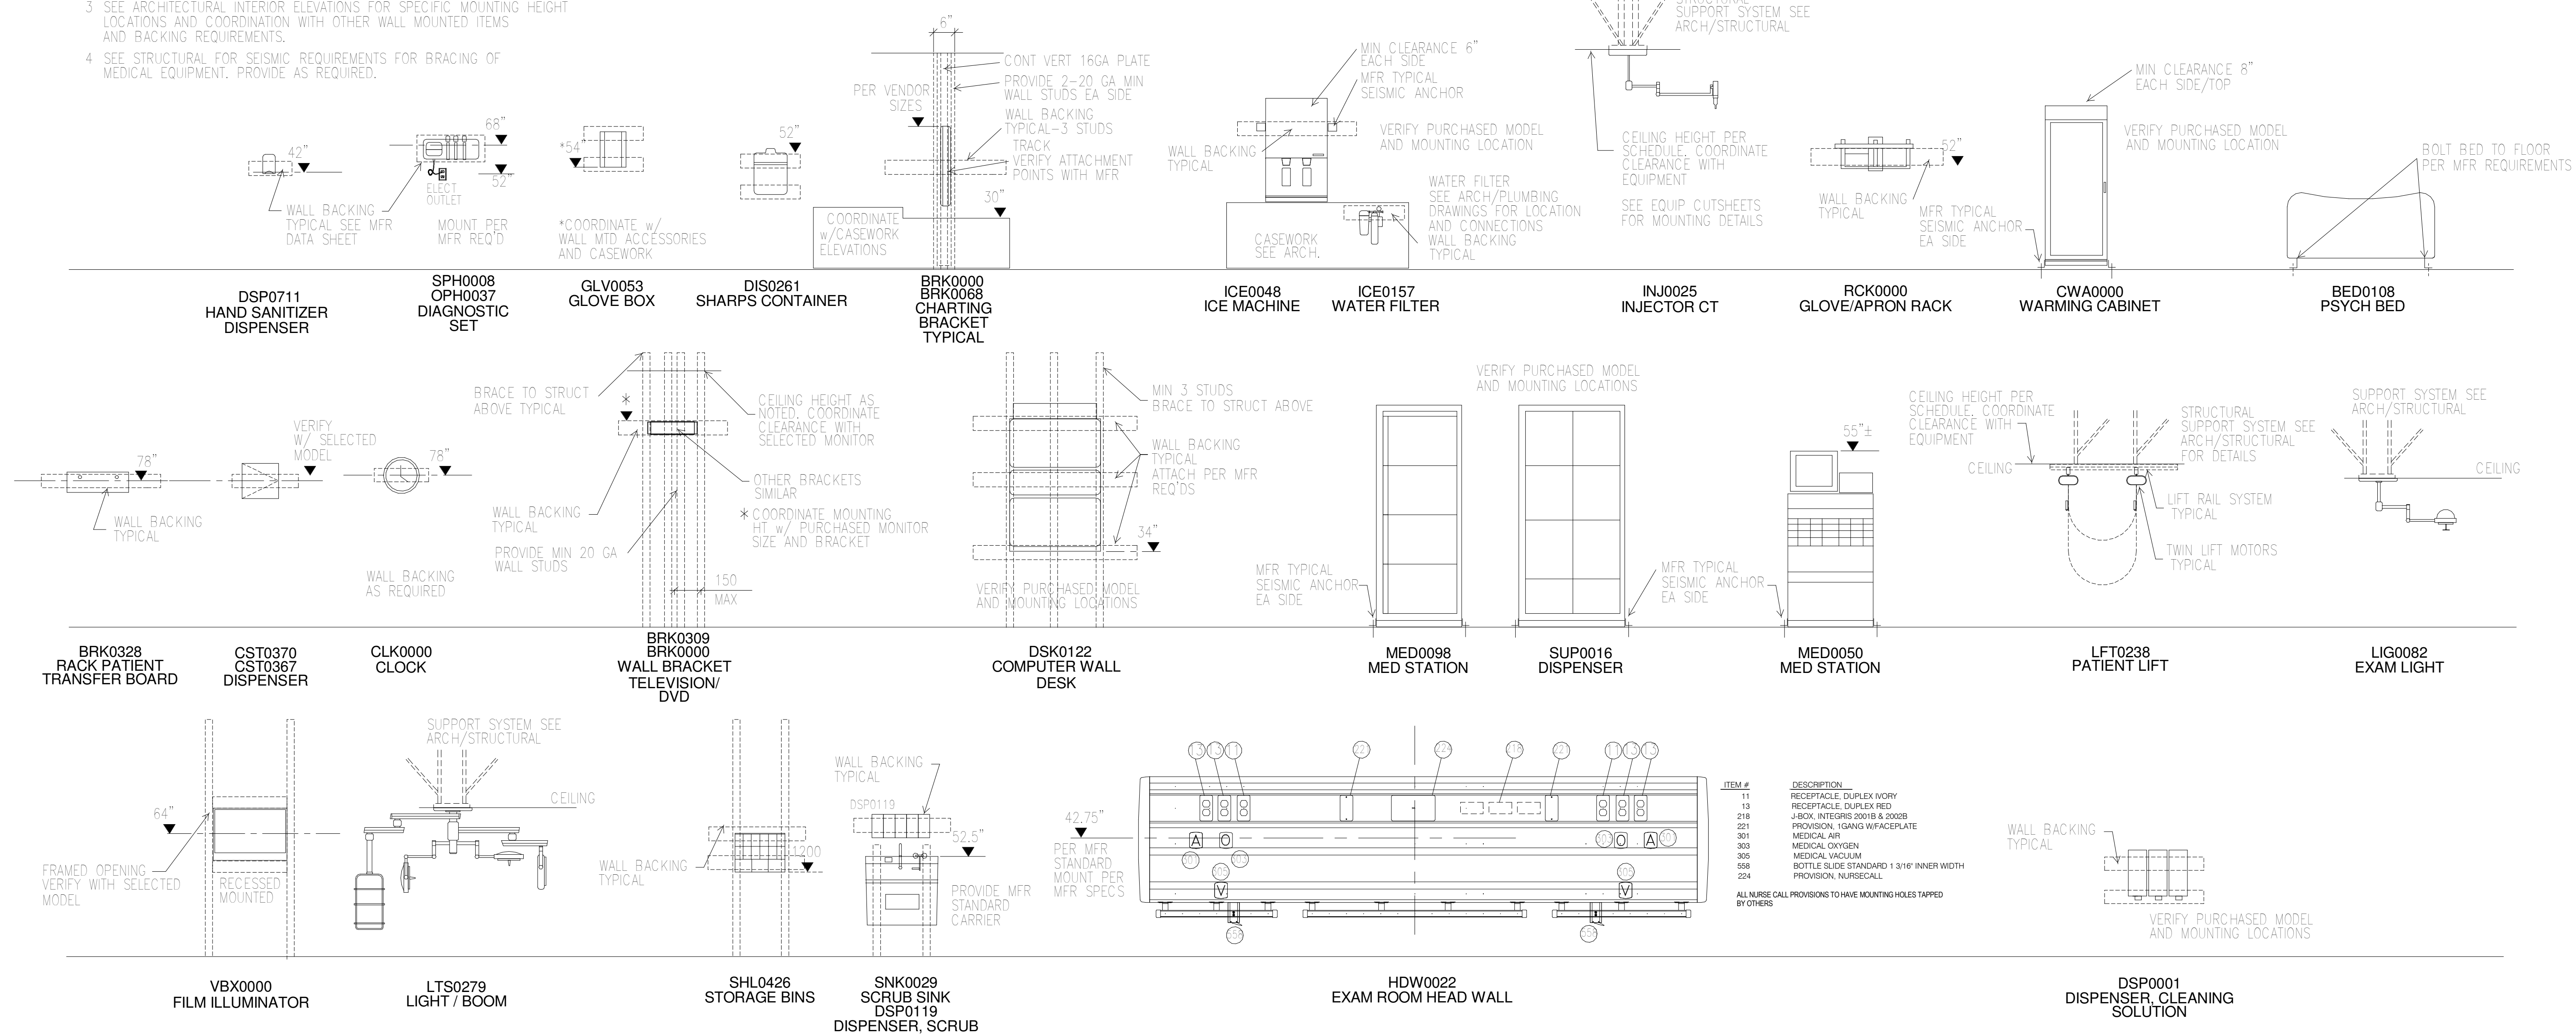 3 SEE ARCHITECTURAL INTERIOR ELEVATIONS FOR SPECIFIC MOUNTING HEIGHT
LOCATIONS AND COORDINATION WITH OTHER WALL MOUNTED ITEMS
AND BACKING REQUIREMENTS.
4 SEE STRUCTURAL FOR SEISMIC REQUIREMENTS FOR BRACING OF
MEDICAL EQUIPMENT. PROVIDE AS REQUIRED.
42"
WALL BACKING
TYPICAL SEE MFR
DATA SHEET
DSP0711
HAND SANITIZER
DISPENSER
68"
52"
ELECT
OUTLET
MOUNT PER
MFR REQ'D
SPH0008
OPH0037
DIAGNOSTIC
SET
*54"
*COORDINATE w/
WALL MTD ACCESSORIES
AND CASEWORK
GLV0053
GLOVE BOX
52"
DIS0261
SHARPS CONTAINER
6"
PER VENDOR
SIZES
CONT VERT 16GA PLATE
PROVIDE 2-20 GA MIN
WALL STUDS EA SIDE
WALL BACKING
TYPICAL-3 STUDS
TRACK
VERIFY ATTACHMENT
POINTS WITH MFR
30"
COORDINATE
w/CASEWORK
ELEVATIONS
BRK0000
BRK0068
CHARTING
BRACKET
TYPICAL
MIN CLEARANCE 6"
EACH SIDE
MFR TYPICAL
SEISMIC ANCHOR
WALL BACKING
TYPICAL
VERIFY PURCHASED MODEL
AND MOUNTING LOCATION
CASEWORK
SEE ARCH.
WATER FILTER
SEE ARCH/PLUMBING
DRAWINGS FOR LOCATION
AND CONNECTIONS
WALL BACKING
TYPICAL
ICE0048
ICE MACHINE
ICE0157
WATER FILTER
STRUCTURAL
SUPPORT SYSTEM SEE
ARCH/STRUCTURAL
CEILING HEIGHT PER
SCHEDULE. COORDINATE
CLEARANCE WITH
EQUIPMENT
SEE EQUIP CUTSHEETS
FOR MOUNTING DETAILS
INJ0025
INJECTOR CT
52"
WALL BACKING
TYPICAL
RCK0000
GLOVE/APRON RACK
MIN CLEARANCE 8"
EACH SIDE/TOP
VERIFY PURCHASED MODEL
AND MOUNTING LOCATION
MFR TYPICAL
SEISMIC ANCHOR
EA SIDE
CWA0000
WARMING CABINET
BOLT BED TO FLOOR
PER MFR REQUIREMENTS
BED0108
PSYCH BED
78"
WALL BACKING
TYPICAL
BRK0328
RACK PATIENT
TRANSFER BOARD
VERIFY
W/ SELECTED
MODEL
CST0370
CST0367
DISPENSER
78"
WALL BACKING
AS REQUIRED
CLK0000
CLOCK
BRACE TO STRUCT
ABOVE TYPICAL
*
WALL BACKING
TYPICAL
PROVIDE MIN 20 GA
WALL STUDS
CEILING HEIGHT AS
NOTED. COORDINATE
CLEARANCE WITH
SELECTED MONITOR
OTHER BRACKETS
SIMILAR
* COORDINATE MOUNTING
HT w/ PURCHASED MONITOR
SIZE AND BRACKET
150
MAX
BRK0309
BRK0000
WALL BRACKET
TELEVISION/
DVD
MIN 3 STUDS
BRACE TO STRUCT ABOVE
WALL BACKING
TYPICAL
ATTACH PER MFR
REQ'DS
34"
VERIFY PURCHASED MODEL
AND MOUNTING LOCATIONS
DSK0122
COMPUTER WALL
DESK
VERIFY PURCHASED MODEL
AND MOUNTING LOCATIONS
MFR TYPICAL
SEISMIC ANCHOR
EA SIDE
MED0098
MED STATION
SUP0016
DISPENSER
MFR TYPICAL
SEISMIC ANCHOR
EA SIDE
55"±
MED0050
MED STATION
CEILING HEIGHT PER
SCHEDULE. COORDINATE
CLEARANCE WITH
EQUIPMENT
CEILING
STRUCTURAL
SUPPORT SYSTEM SEE
ARCH/STRUCTURAL
FOR DETAILS
LIFT RAIL SYSTEM
TYPICAL
TWIN LIFT MOTORS
TYPICAL
LFT0238
PATIENT LIFT
SUPPORT SYSTEM SEE
ARCH/STRUCTURAL
CEILING
LIG0082
EXAM LIGHT
64"
FRAMED OPENING
VERIFY WITH SELECTED
MODEL
RECESSED
MOUNTED
VBX0000
FILM ILLUMINATOR
SUPPORT SYSTEM SEE
ARCH/STRUCTURAL
CEILING
LTS0279
LIGHT / BOOM
WALL BACKING
TYPICAL
1200
SHL0426
STORAGE BINS
WALL BACKING
TYPICAL
DSP0119
52.5"
PROVIDE MFR
STANDARD
CARRIER
SNK0029
SCRUB SINK
DSP0119
DISPENSER, SCRUB
42.75"
PER MFR
STANDARD
MOUNT PER
MFR SPECS
13 13 11 221 224 218 221 11 13 13
A O 303 O A 301
301 303
305 305
V V
558 558
HDW0022
EXAM ROOM HEAD WALL
ITEM # DESCRIPTION
11 RECEPTACLE, DUPLEX IVORY
13 RECEPTACLE, DUPLEX RED
218 J-BOX, INTEGRIS 2001B & 2002B
221 PROVISION, 1GANG W/FACEPLATE
301 MEDICAL AIR
303 MEDICAL OXYGEN
305 MEDICAL VACUUM
558 BOTTLE SLIDE STANDARD 1 3/16" INNER WIDTH
224 PROVISION, NURSECALL
ALL NURSE CALL PROVISIONS TO HAVE MOUNTING HOLES TAPPED
BY OTHERS
WALL BACKING
TYPICAL
VERIFY PURCHASED MODEL
AND MOUNTING LOCATIONS
DSP0001
DISPENSER, CLEANING
SOLUTION